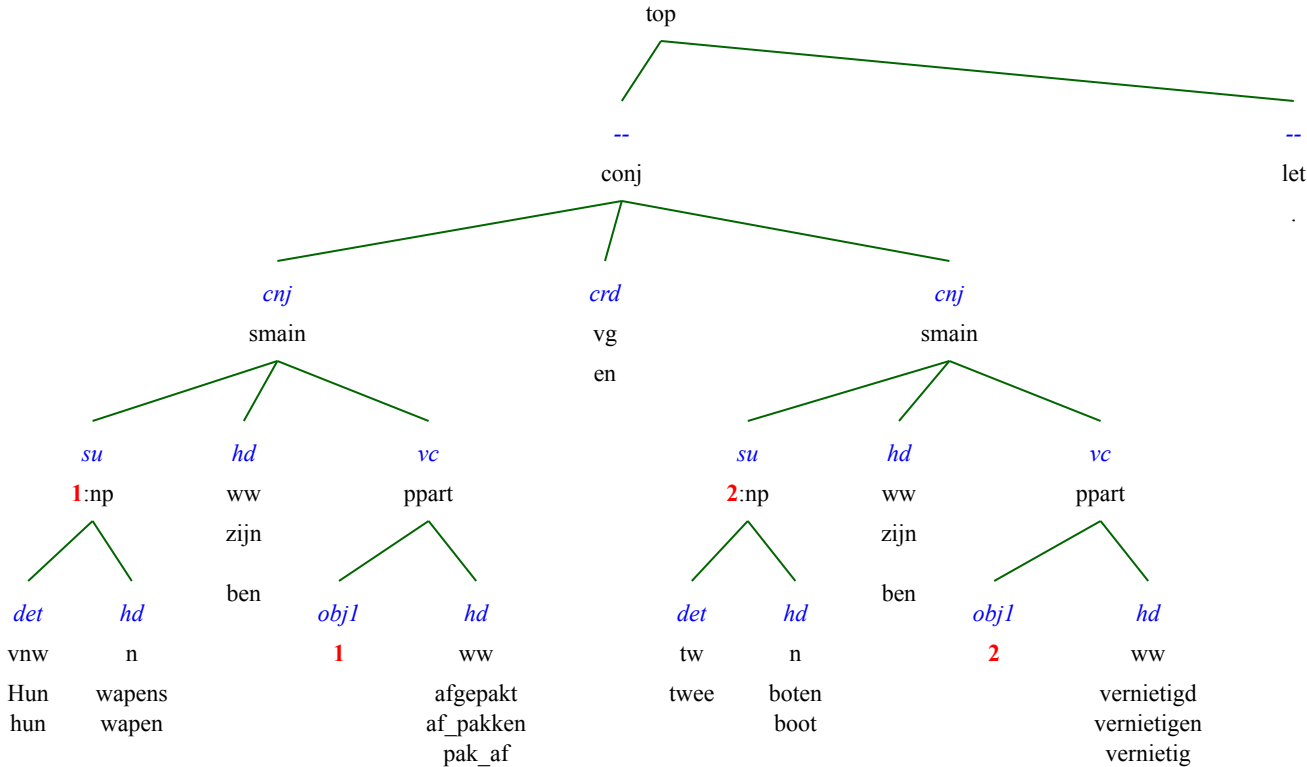 top
-- --
conj let
.
cnj crd cnj
smain vg smain
en
su hd vc su hd vc
1:np ww ppart 2:np ww ppart
zijn zijn
ben ben
det hd obj1 hd det hd obj1 hd
vnw n 1 ww tw n 2 ww
Hun wapens afgepakt twee boten vernietigd
hun wapen af_pakken boot vernietigen
pak_af vernietig